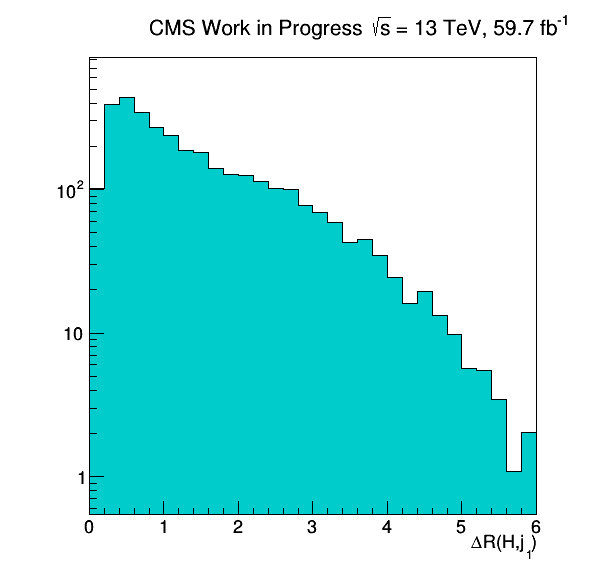 CMS Work in Progress √s = 13 TeV, 59.7 fb⁻¹
10²
10
1
0 1 2 3 4 5 6
ΔR(H,j₁)